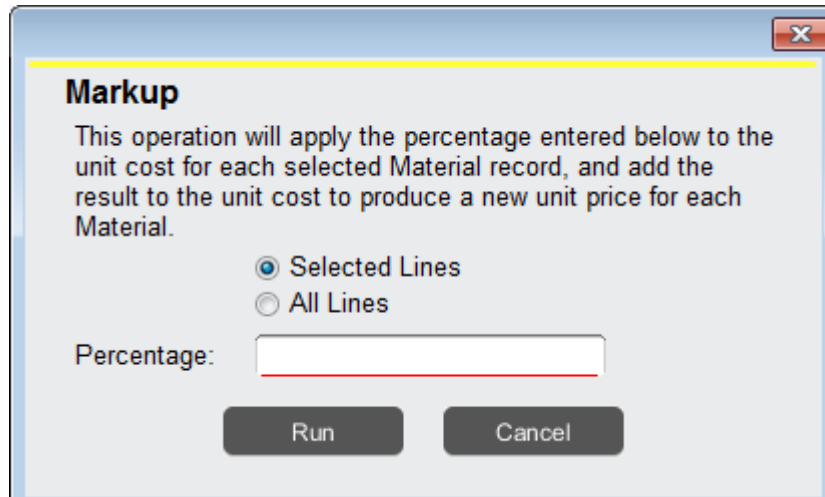 Markup
This operation will apply the percentage entered below to the
unit cost for each selected Material record, and add the
result to the unit cost to produce a new unit price for each
Material.
Selected Lines
All Lines
Percentage:
Run Cancel